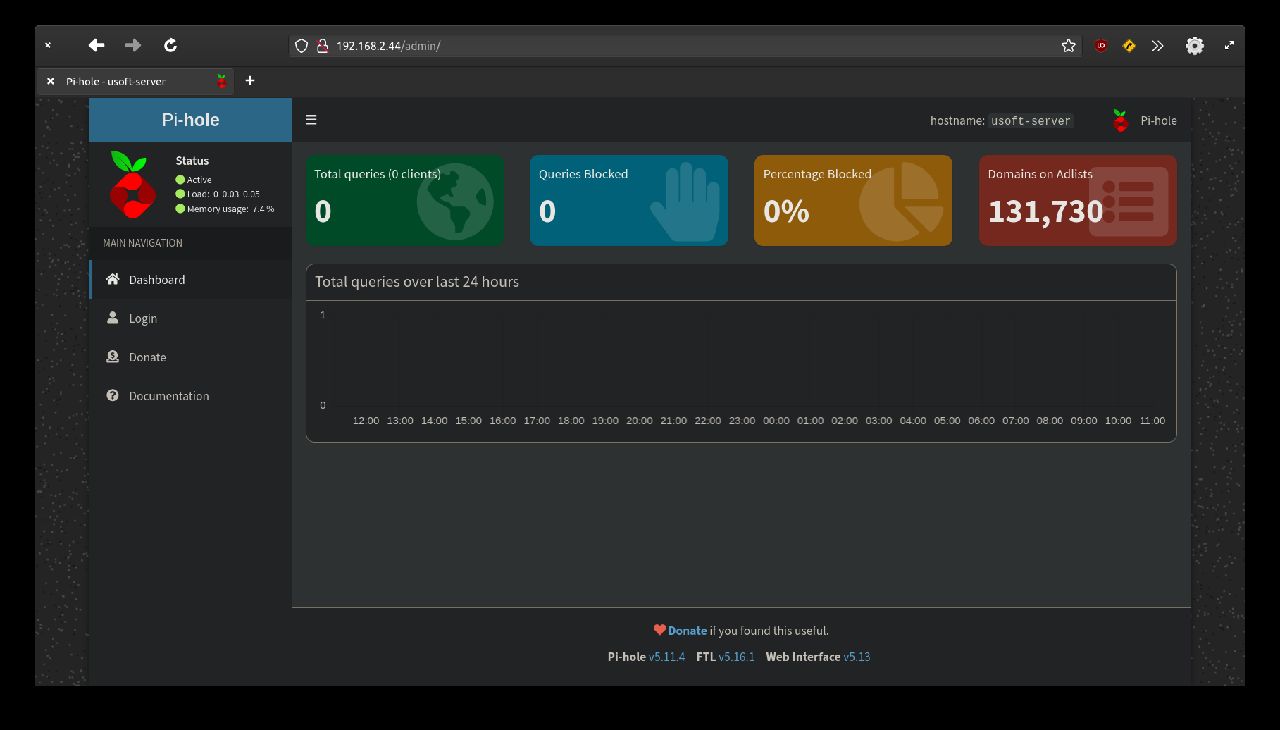 192.168.2.44/admin/
Pi-hole - usoft-server
Pi-hole
hostname: usoft-server
Pi-hole
Status
Active
Load: 0 0.03 0.05
Memory usage: 7.4 %
MAIN NAVIGATION
Dashboard
Login
Donate
Documentation
Total queries (0 clients)
0
Queries Blocked
0
Percentage Blocked
0%
Domains on Adlists
131,730
Total queries over last 24 hours
1
0
12:00 13:00 14:00 15:00 16:00 17:00 18:00 19:00 20:00 21:00 22:00 23:00 00:00 01:00 02:00 03:00 04:00 05:00 06:00 07:00 08:00 09:00 10:00 11:00
Donate if you found this useful.
Pi-hole v5.11.4 FTL v5.16.1 Web Interface v5.13